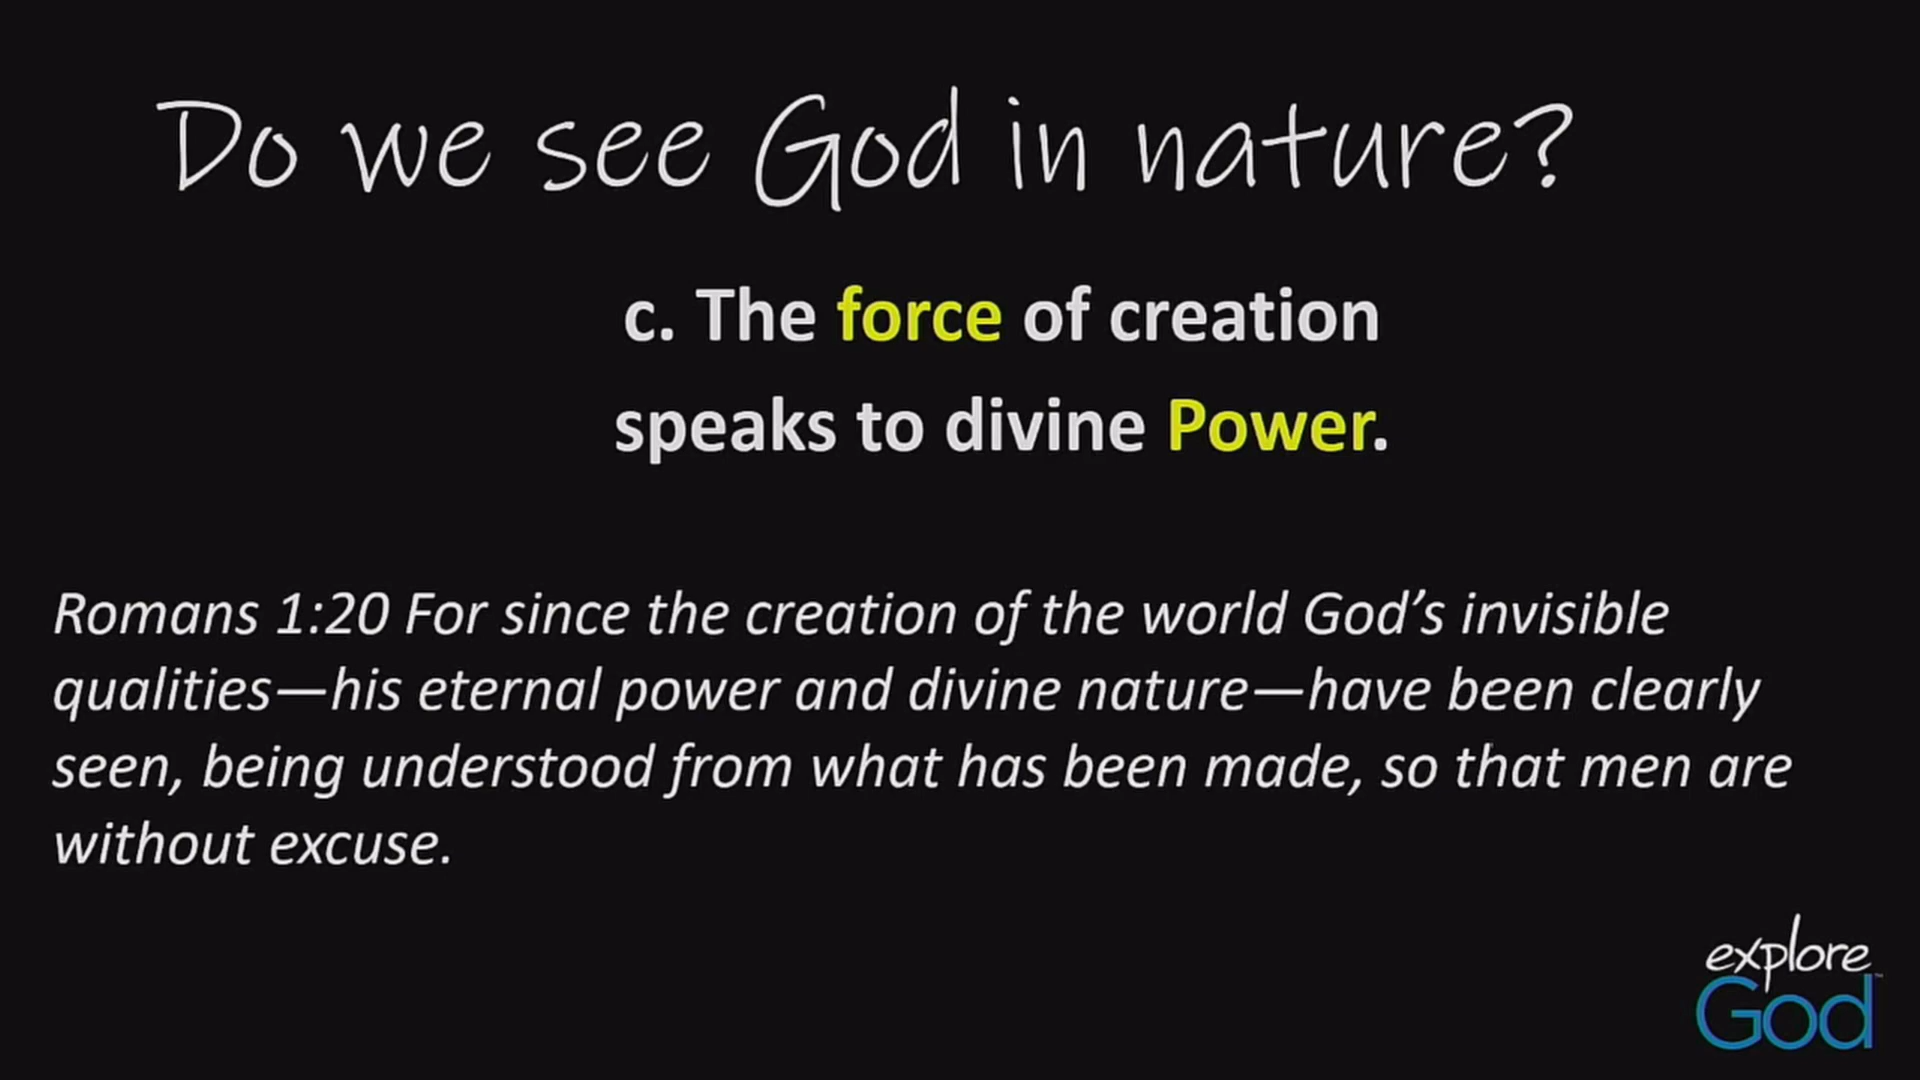 Do we see God in nature?
c. The force of creation
speaks to divine Power.
Romans 1:20 For since the creation of the world God’s invisible
qualities—his eternal power and divine nature—have been clearly
seen, being understood from what has been made, so that men are
without excuse.
explore
God™